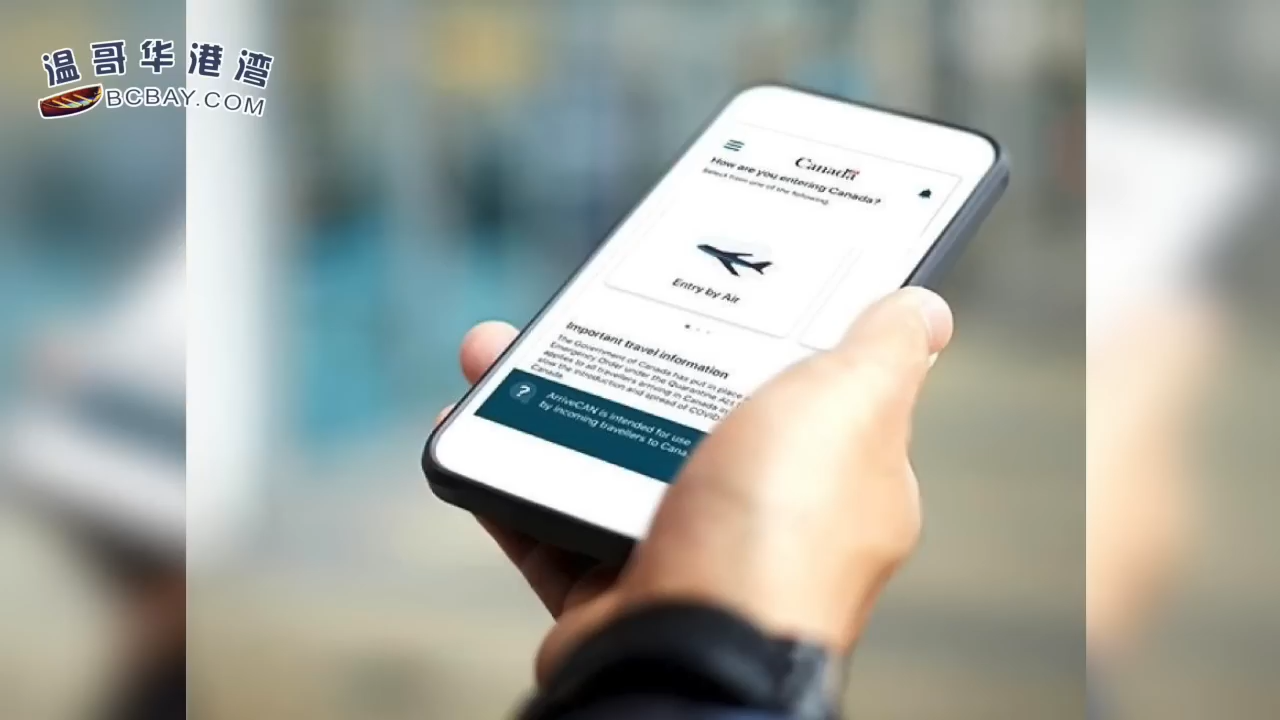 温哥华港湾
BCBAY.COM
Canada
How are you entering Canada?
Select from one of the following.
Entry by Air
Important travel information
The Government of Canada has put in place
Emergency Order under the Quarantine Act
applies to all travellers arriving in Canada
slow the introduction and spread of COVID
Canada.
?
ArriveCAN is intended for use
by incoming travellers to Cana